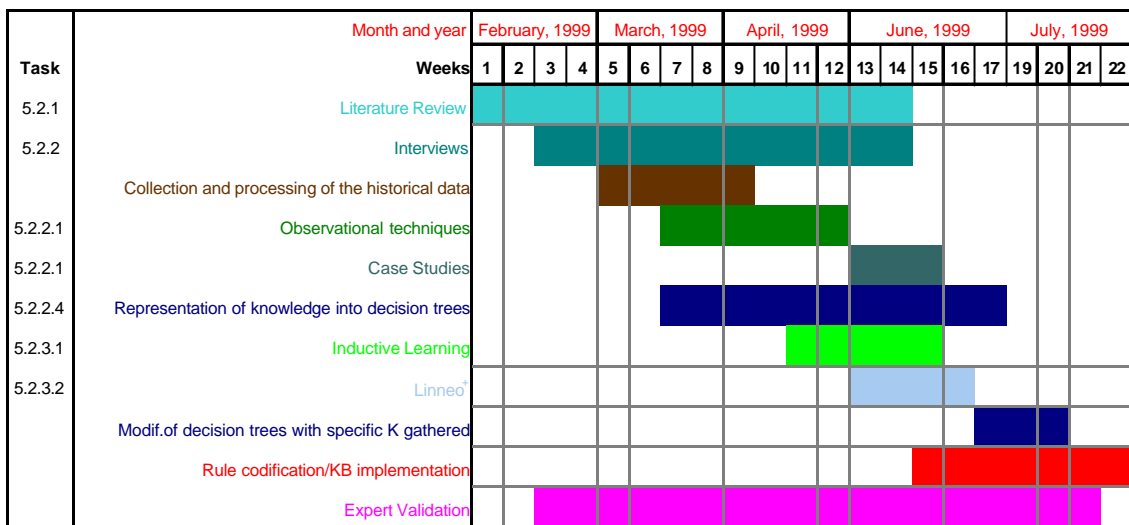 Month and year February, 1999 March, 1999 April, 1999 June, 1999 July, 1999
Task Weeks 1 2 3 4 5 6 7 8 9 10 11 12 13 14 15 16 17 19 20 21 22
5.2.1 Literature Review
5.2.2 Interviews
Collection and processing of the historical data
5.2.2.1 Observational techniques
5.2.2.1 Case Studies
5.2.2.4 Representation of knowledge into decision trees
5.2.3.1 Inductive Learning
5.2.3.2 Linneo+
Modif.of decision trees with specific K gathered
Rule codification/KB implementation
Expert Validation